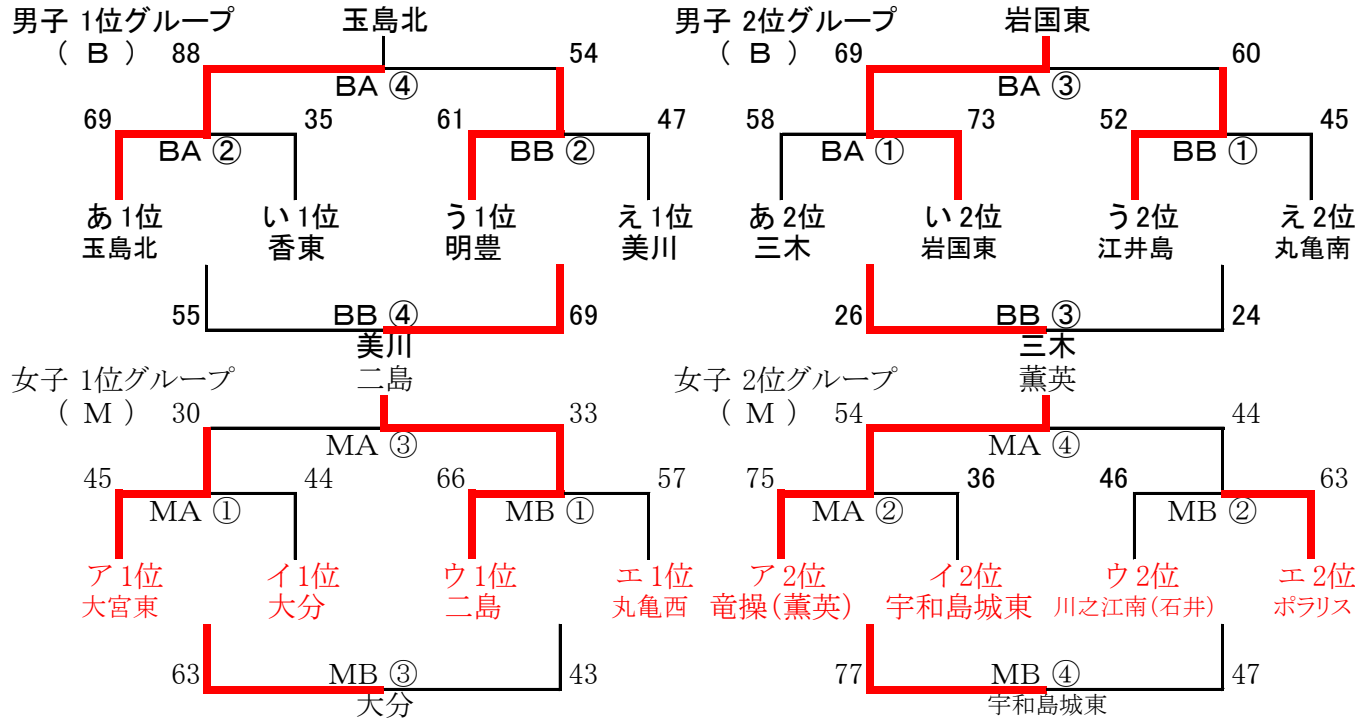 男子 1位グループ 玉島北
( B ) 88 54
BA ④
69 35 61 47
BA ② BB ②
あ 1位 い 1位 う 1位 え 1位
玉島北 香東 明豊 美川
55 BB ④ 69
美川
男子 2位グループ 岩国東
( B ) 69 60
BA ③
58 73 52 45
BA ① BB ①
あ 2位 い 2位 う 2位 え 2位
三木 岩国東 江井島 丸亀南
26 BB ③ 24
三木
女子 1位グループ 二島
( M ) 30 33
MA ③
45 44 66 57
MA ① MB ①
ア 1位 イ 1位 ウ 1位 エ 1位
大宮東 大分 二島 丸亀西
63 MB ③ 43
大分
女子 2位グループ 薫英
( M ) 54 44
MA ④
75 36 46 63
MA ② MB ②
ア 2位 イ 2位 ウ 2位 エ 2位
竜操(薫英) 宇和島城東 川之江南(石井) ポラリス
77 MB ④ 47
宇和島城東